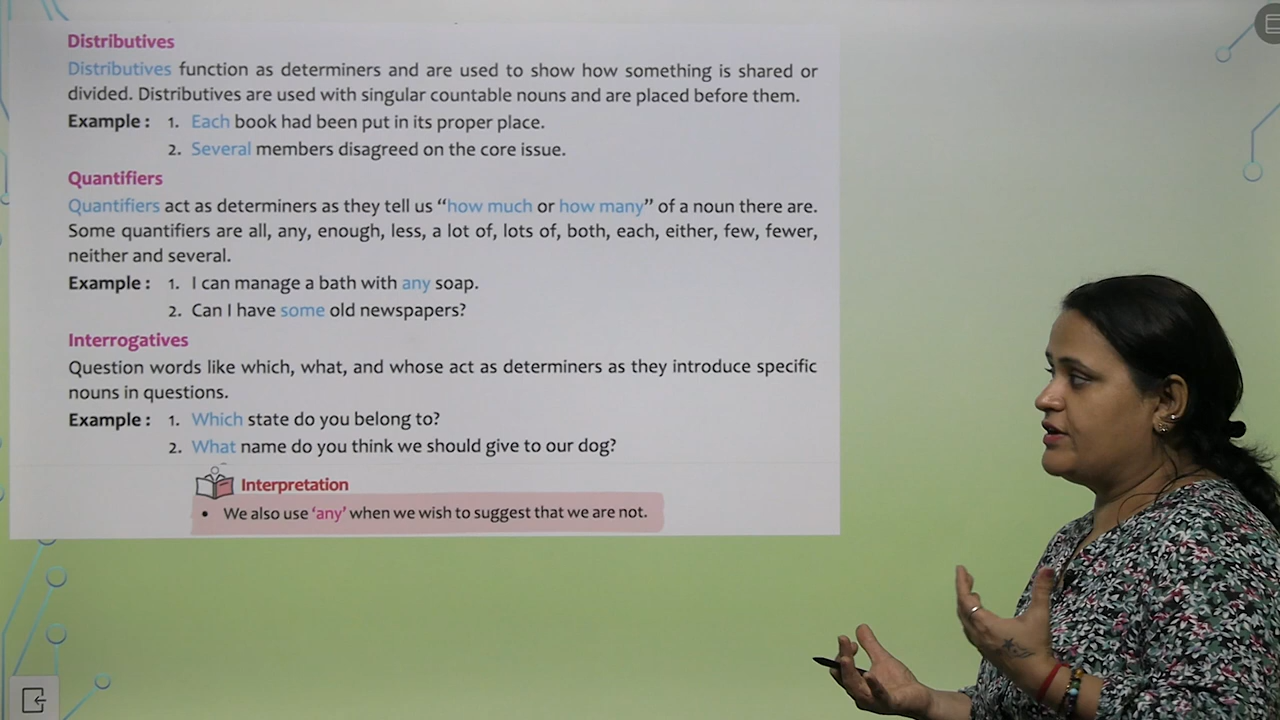 Distributives
Distributives function as determiners and are used to show how something is shared or
divided. Distributives are used with singular countable nouns and are placed before them.
Example : 1. Each book had been put in its proper place.
2. Several members disagreed on the core issue.
Quantifiers
Quantifiers act as determiners as they tell us “how much or how many” of a noun there are.
Some quantifiers are all, any, enough, less, a lot of, lots of, both, each, either, few, fewer,
neither and several.
Example : 1. I can manage a bath with any soap.
2. Can I have some old newspapers?
Interrogatives
Question words like which, what, and whose act as determiners as they introduce specific
nouns in questions.
Example : 1. Which state do you belong to?
2. What name do you think we should give to our dog?
Interpretation
• We also use ‘any’ when we wish to suggest that we are not.